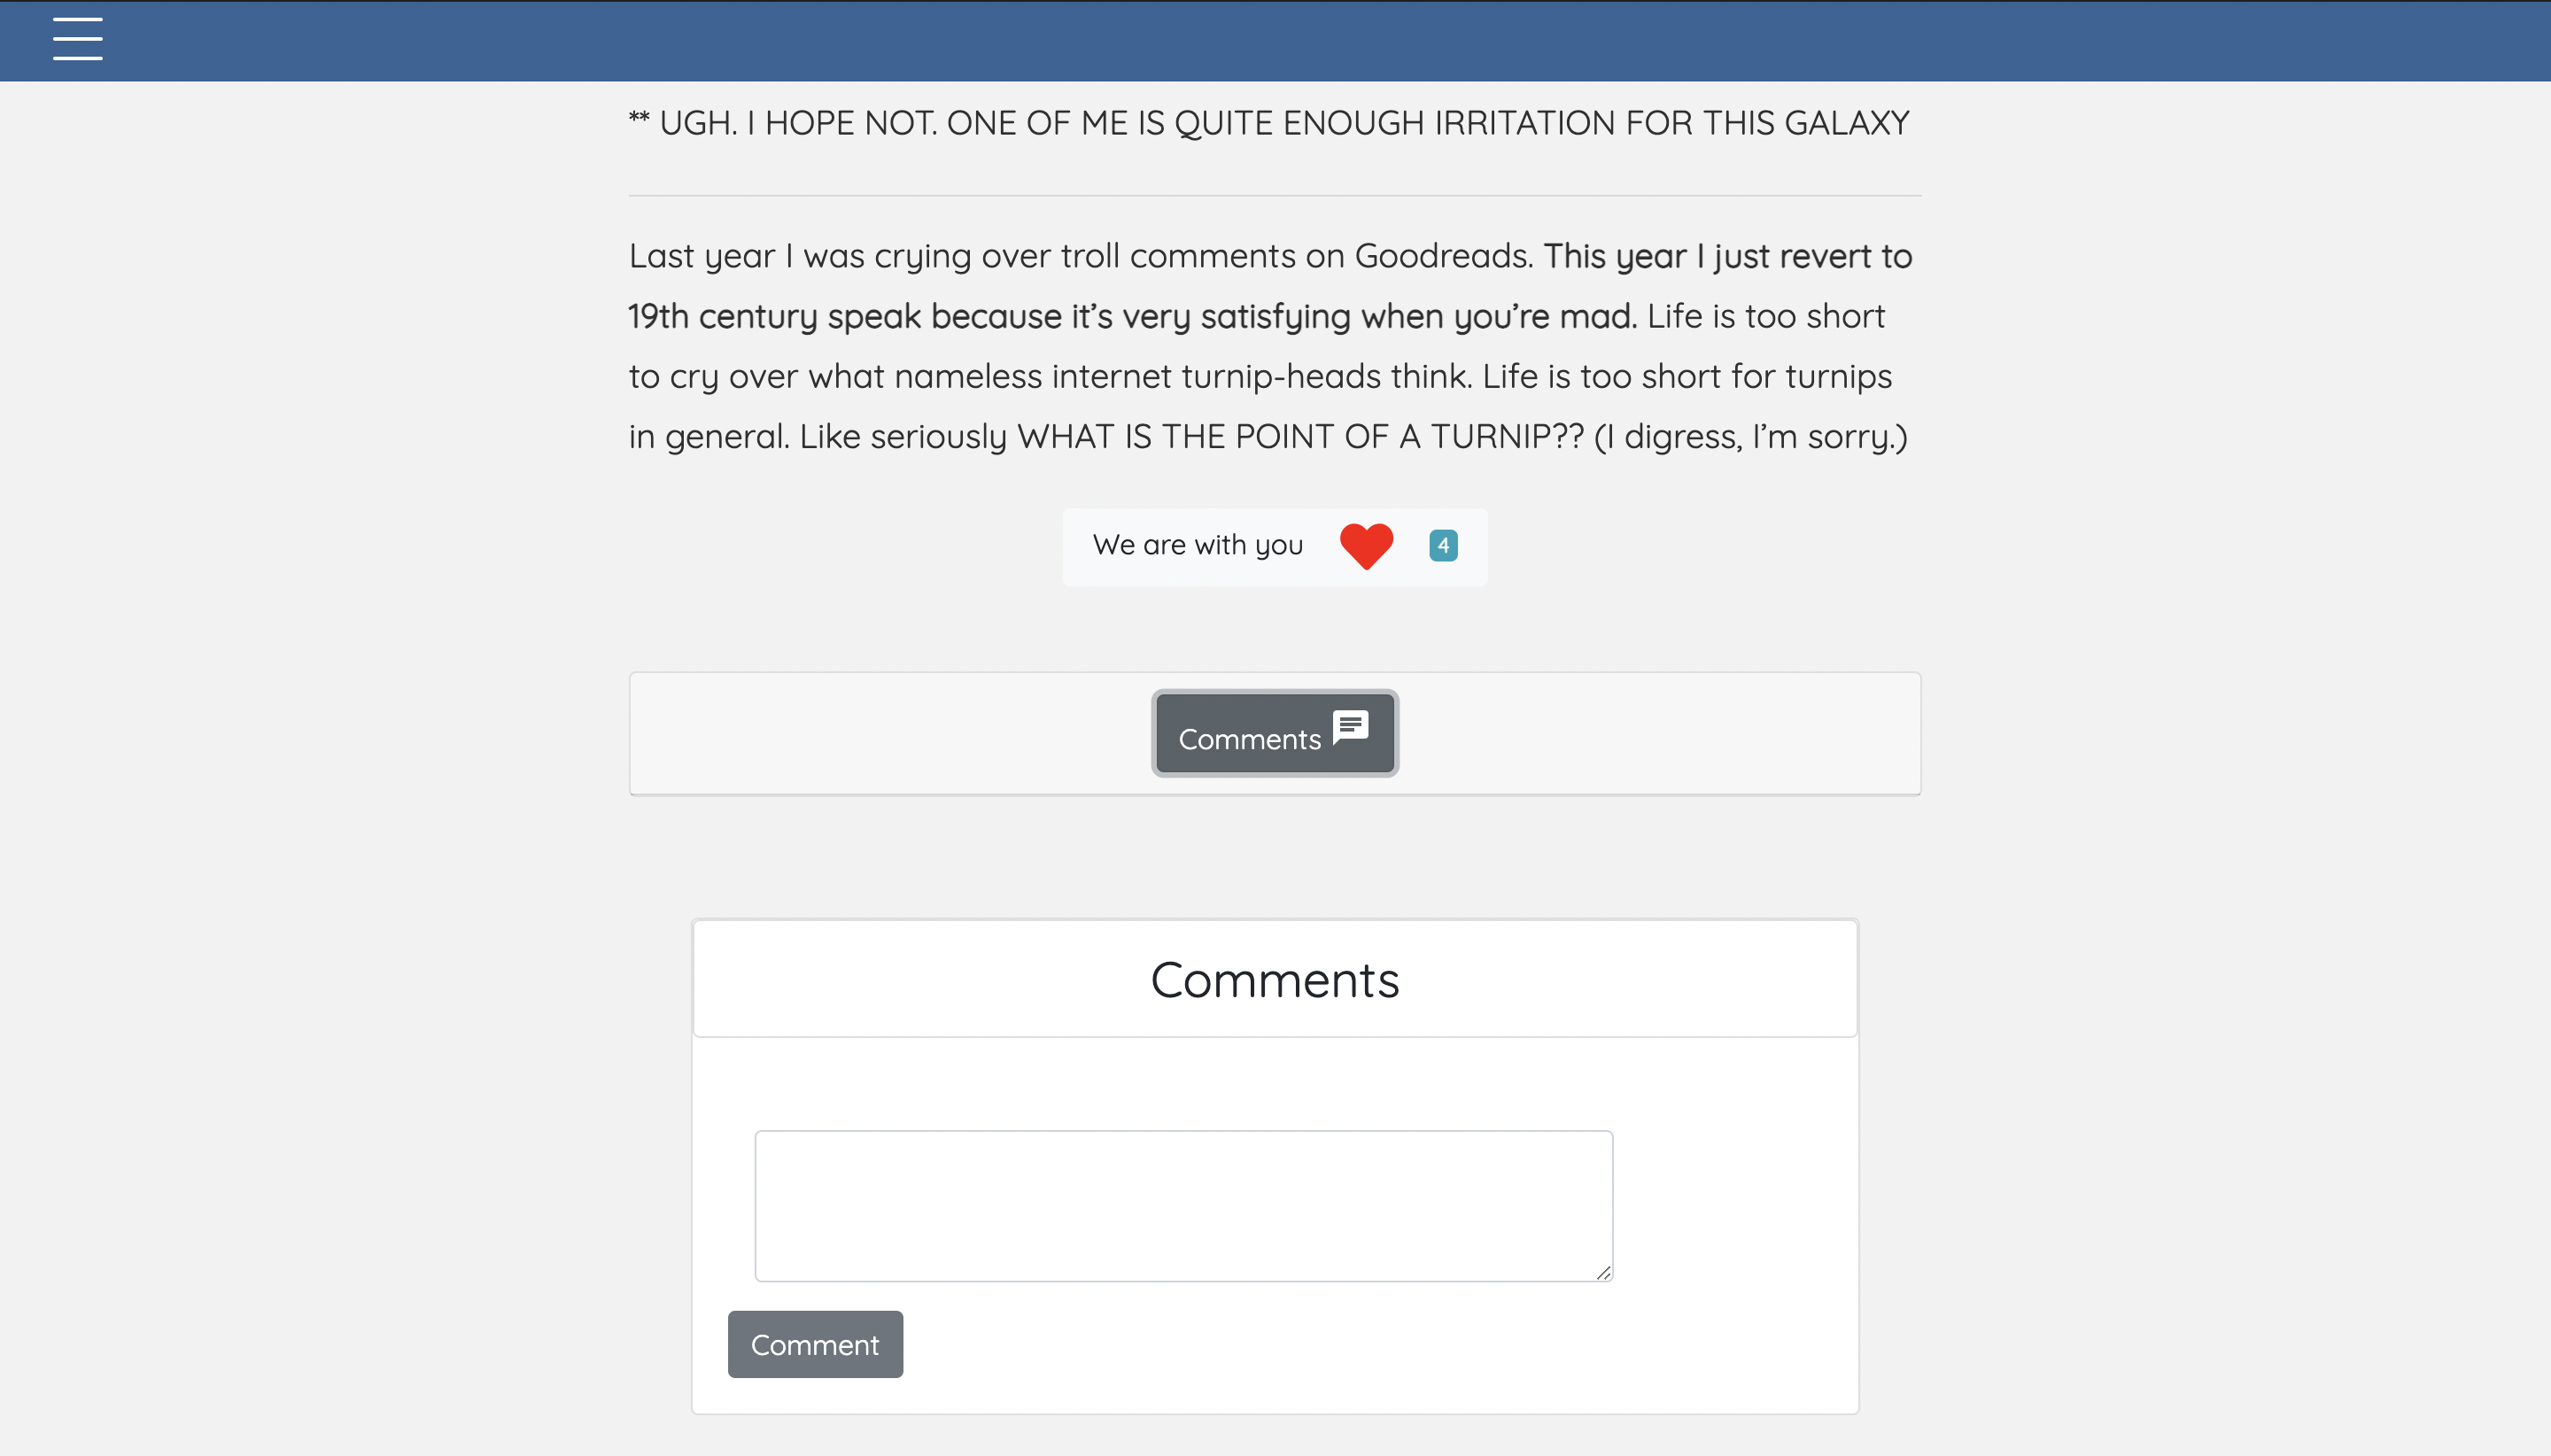 ** UGH. I HOPE NOT. ONE OF ME IS QUITE ENOUGH IRRITATION FOR THIS GALAXY
Last year I was crying over troll comments on Goodreads. This year I just revert to
19th century speak because it’s very satisfying when you’re mad. Life is too short
to cry over what nameless internet turnip-heads think. Life is too short for turnips
in general. Like seriously WHAT IS THE POINT OF A TURNIP?? (I digress, I’m sorry.)
We are with you 4
Comments
Comments
Comment